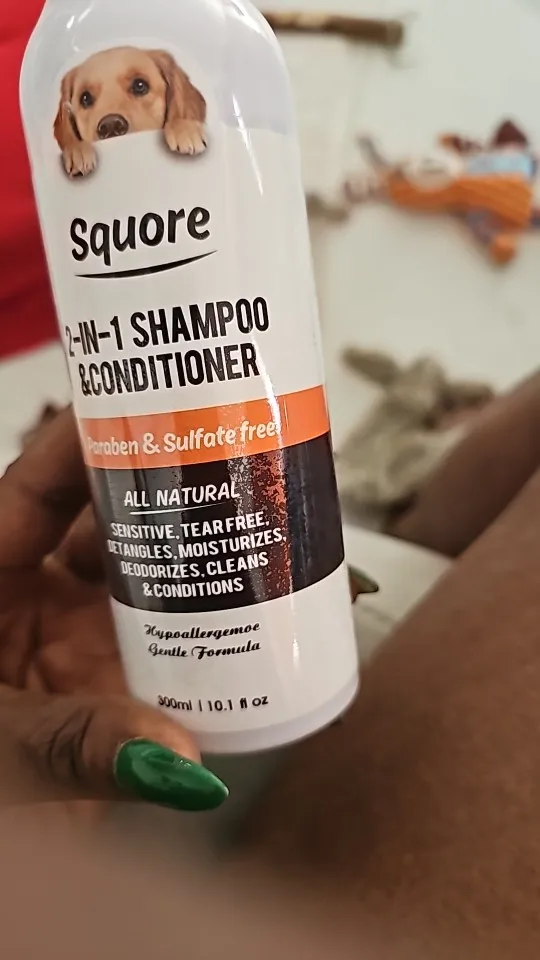 Squore
2-IN-1 SHAMPOO
&CONDITIONER
Paraben & Sulfate free
ALL NATURAL
SENSITIVE, TEAR FREE,
DETANGLES, MOISTURIZES,
DEODORIZES, CLEANS
&CONDITIONS
Hypoallergemoe
Gentle Formula
300ml | 10.1 fl oz